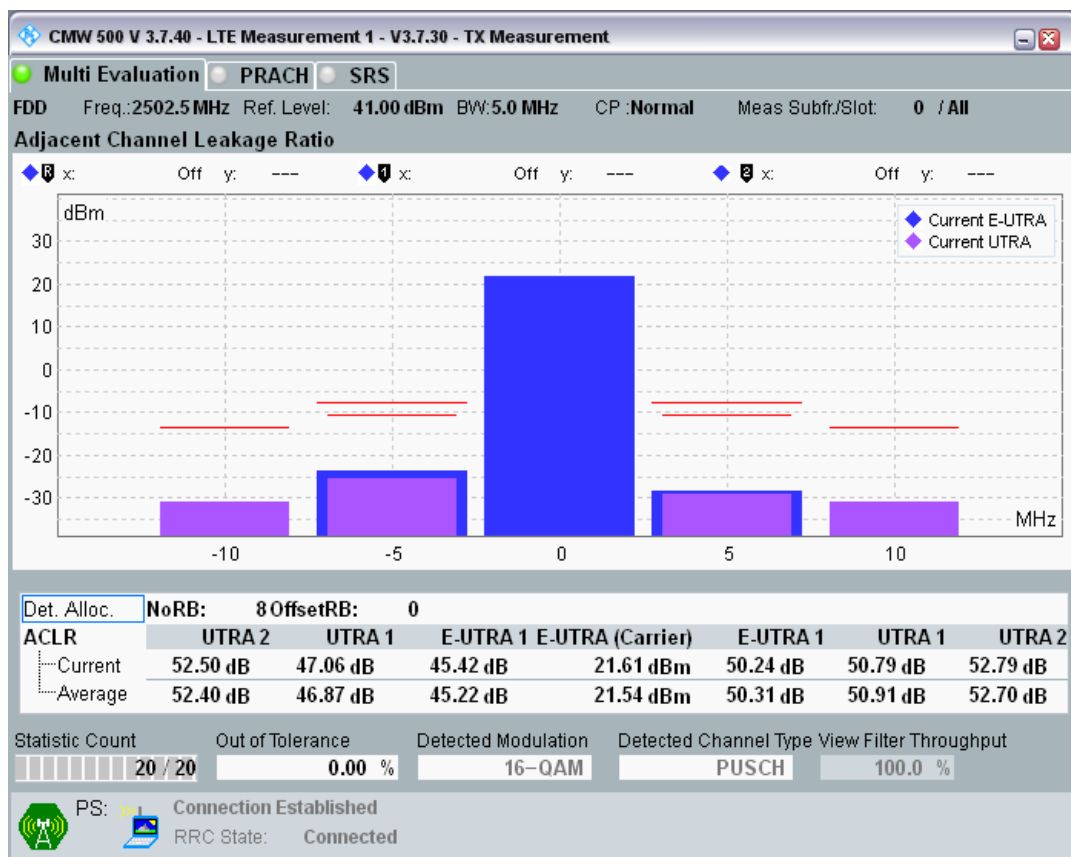 CMW 500 V 3.7.40 - LTE Measurement 1 - V3.7.30 - TX Measurement
Multi Evaluation PRACH SRS
FDD Freq.:2502.5 MHz Ref. Level: 41.00 dBm BW:5.0 MHz CP :Normal Meas Subfr./Slot: 0 / All
Adjacent Channel Leakage Ratio
R x: Off y: --- 1 x: Off y: --- 2 x: Off y: ---
dBm
Current E-UTRA
Current UTRA
30
20
10
0
-10
-20
-30
MHz
-10 -5 0 5 10
Det. Alloc. NoRB: 8 OffsetRB: 0
ACLR UTRA 2 UTRA 1 E-UTRA 1 E-UTRA (Carrier) E-UTRA 1 UTRA 1 UTRA 2
Current 52.50 dB 47.06 dB 45.42 dB 21.61 dBm 50.24 dB 50.79 dB 52.79 dB
Average 52.40 dB 46.87 dB 45.22 dB 21.54 dBm 50.31 dB 50.91 dB 52.70 dB
Statistic Count Out of Tolerance Detected Modulation Detected Channel Type View Filter Throughput
20 / 20 0.00 % 16-QAM PUSCH 100.0 %
PS: Connection Established
RRC State: Connected